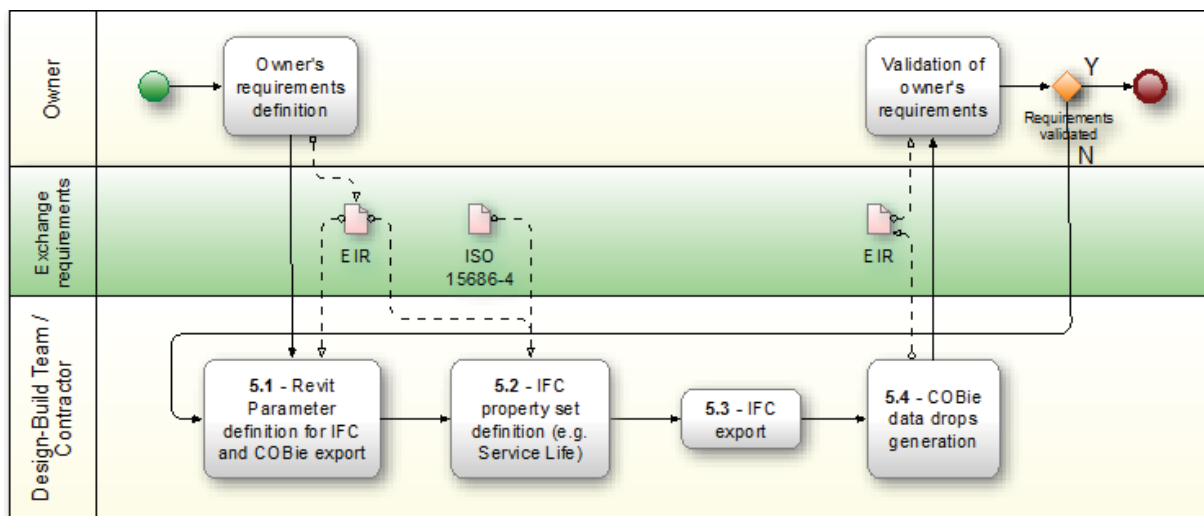 Owner
Owner's
requirements
definition
Validation of
owner's
requirements
Y
Requirements
validated
N
Exchange
requirements
EIR
ISO
15686-4
EIR
Design-Build Team /
Contractor
5.1 - Revit
Parameter
definition for IFC
and COBie export
5.2 - IFC
property set
definition (e.g.
Service Life)
5.3 - IFC
export
5.4 - COBie
data drops
generation